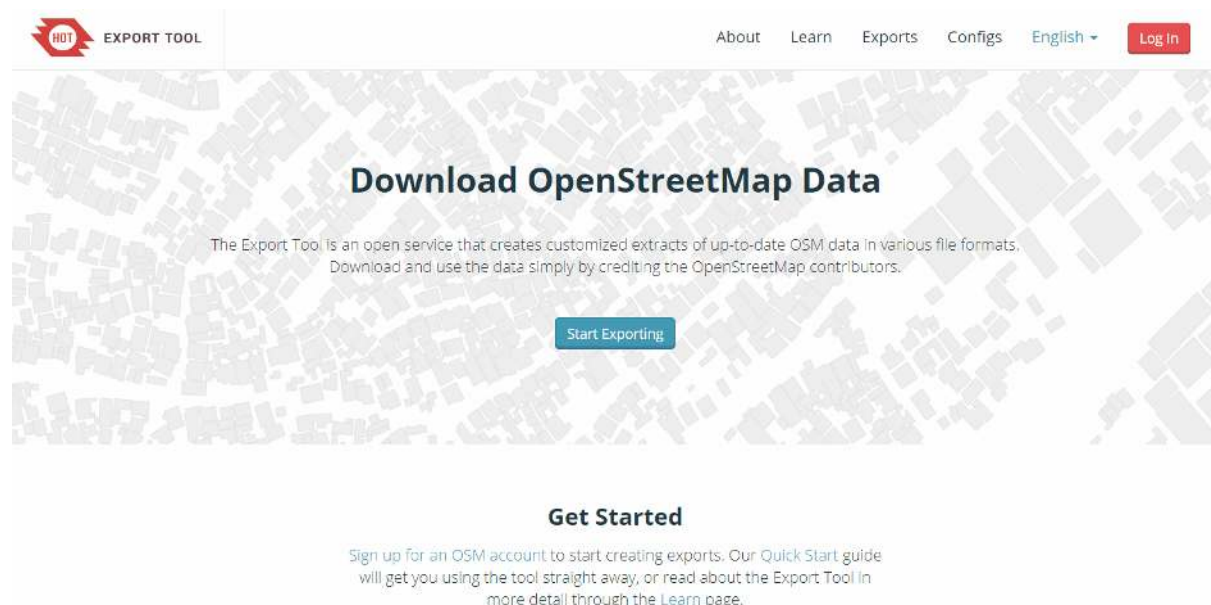 HOT EXPORT TOOL About Learn Exports Configs English Log In
Download OpenStreetMap Data
The Export Tool is an open service that creates customized extracts of up-to-date OSM data in various file formats.
Download and use the data simply by crediting the OpenStreetMap contributors.
Start Exporting
Get Started
Sign up for an OSM account to start creating exports. Our Quick Start guide
will get you using the tool straight away, or read about the Export Tool in
more detail through the Learn page.